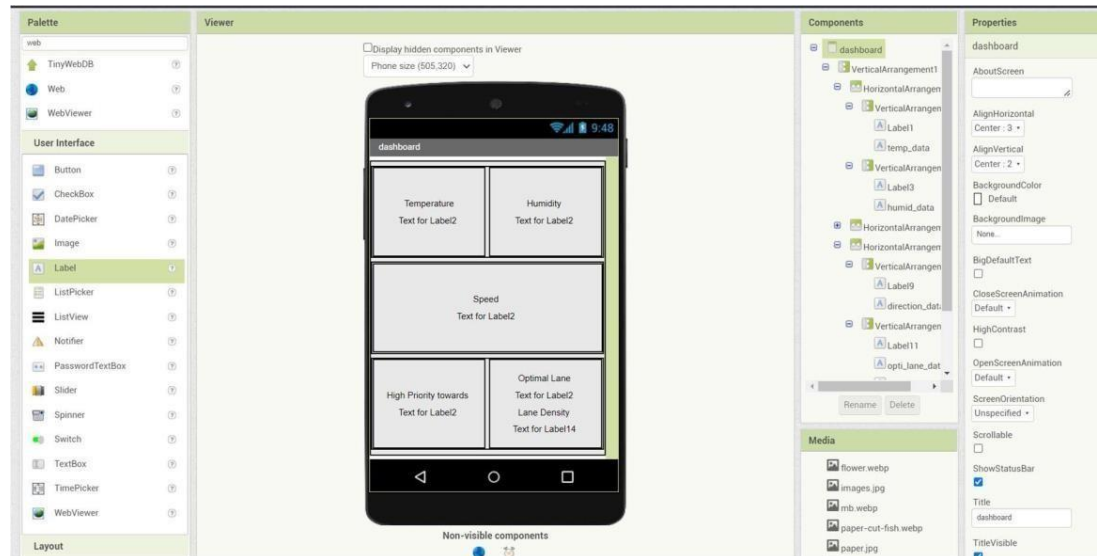 Palette
web
TinyWebDB
Web
WebViewer
User Interface
Button
CheckBox
DatePicker
Image
Label
ListPicker
ListView
Notifier
PasswordTextBox
Slider
Spinner
Switch
TextBox
TimePicker
WebViewer
Layout
Viewer
Display hidden components in Viewer
Phone size (505,320)
9:48
dashboard
Temperature
Text for Label2
Humidity
Text for Label2
Speed
Text for Label2
High Priority towards
Text for Label2
Optimal Lane
Text for Label2
Lane Density
Text for Label14
Non-visible components
Components
dashboard
VerticalArrangement1
HorizontalArrangen
VerticalArrangen
Label1
temp_data
VerticalArrangen
Label3
humid_data
HorizontalArrangen
HorizontalArrangen
VerticalArrangen
Label9
direction_dat
VerticalArrangen
Label11
opti_lane_dat
Rename Delete
Media
flower.webp
images.jpg
mb.webp
paper-cut-fish.webp
paper.jpg
Properties
dashboard
AboutScreen
AlignHorizontal
Center : 3
AlignVertical
Center : 2
BackgroundColor
Default
BackgroundImage
None...
BigDefaultText
CloseScreenAnimation
Default
HighContrast
OpenScreenAnimation
Default
ScreenOrientation
Unspecified
Scrollable
ShowStatusBar
Title
dashboard
TitleVisible